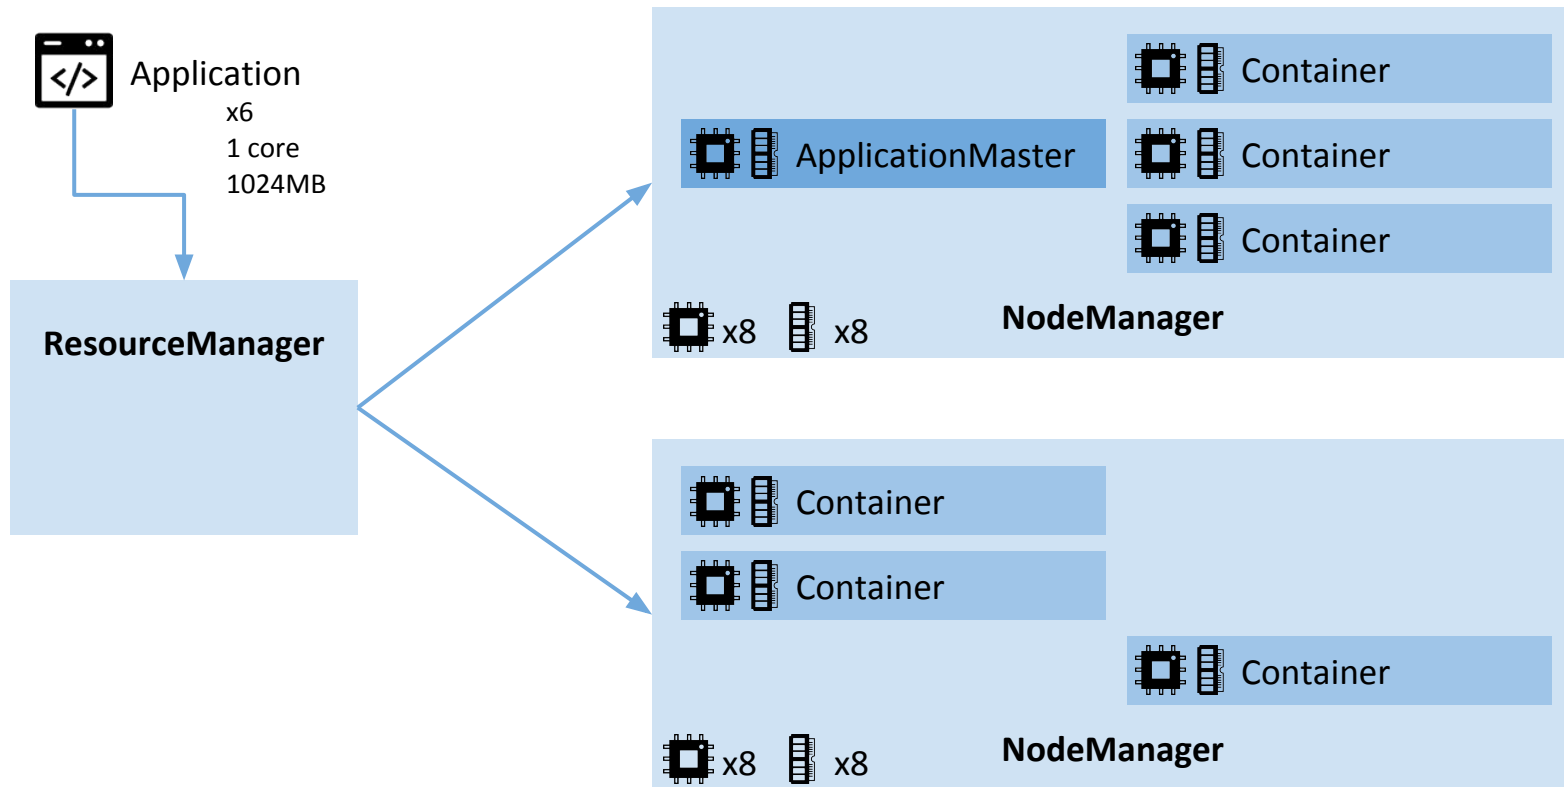 </>
Application
x6
1 core
1024MB
ResourceManager
Container
ApplicationMaster
Container
Container
x8
x8
NodeManager
Container
Container
Container
x8
x8
NodeManager